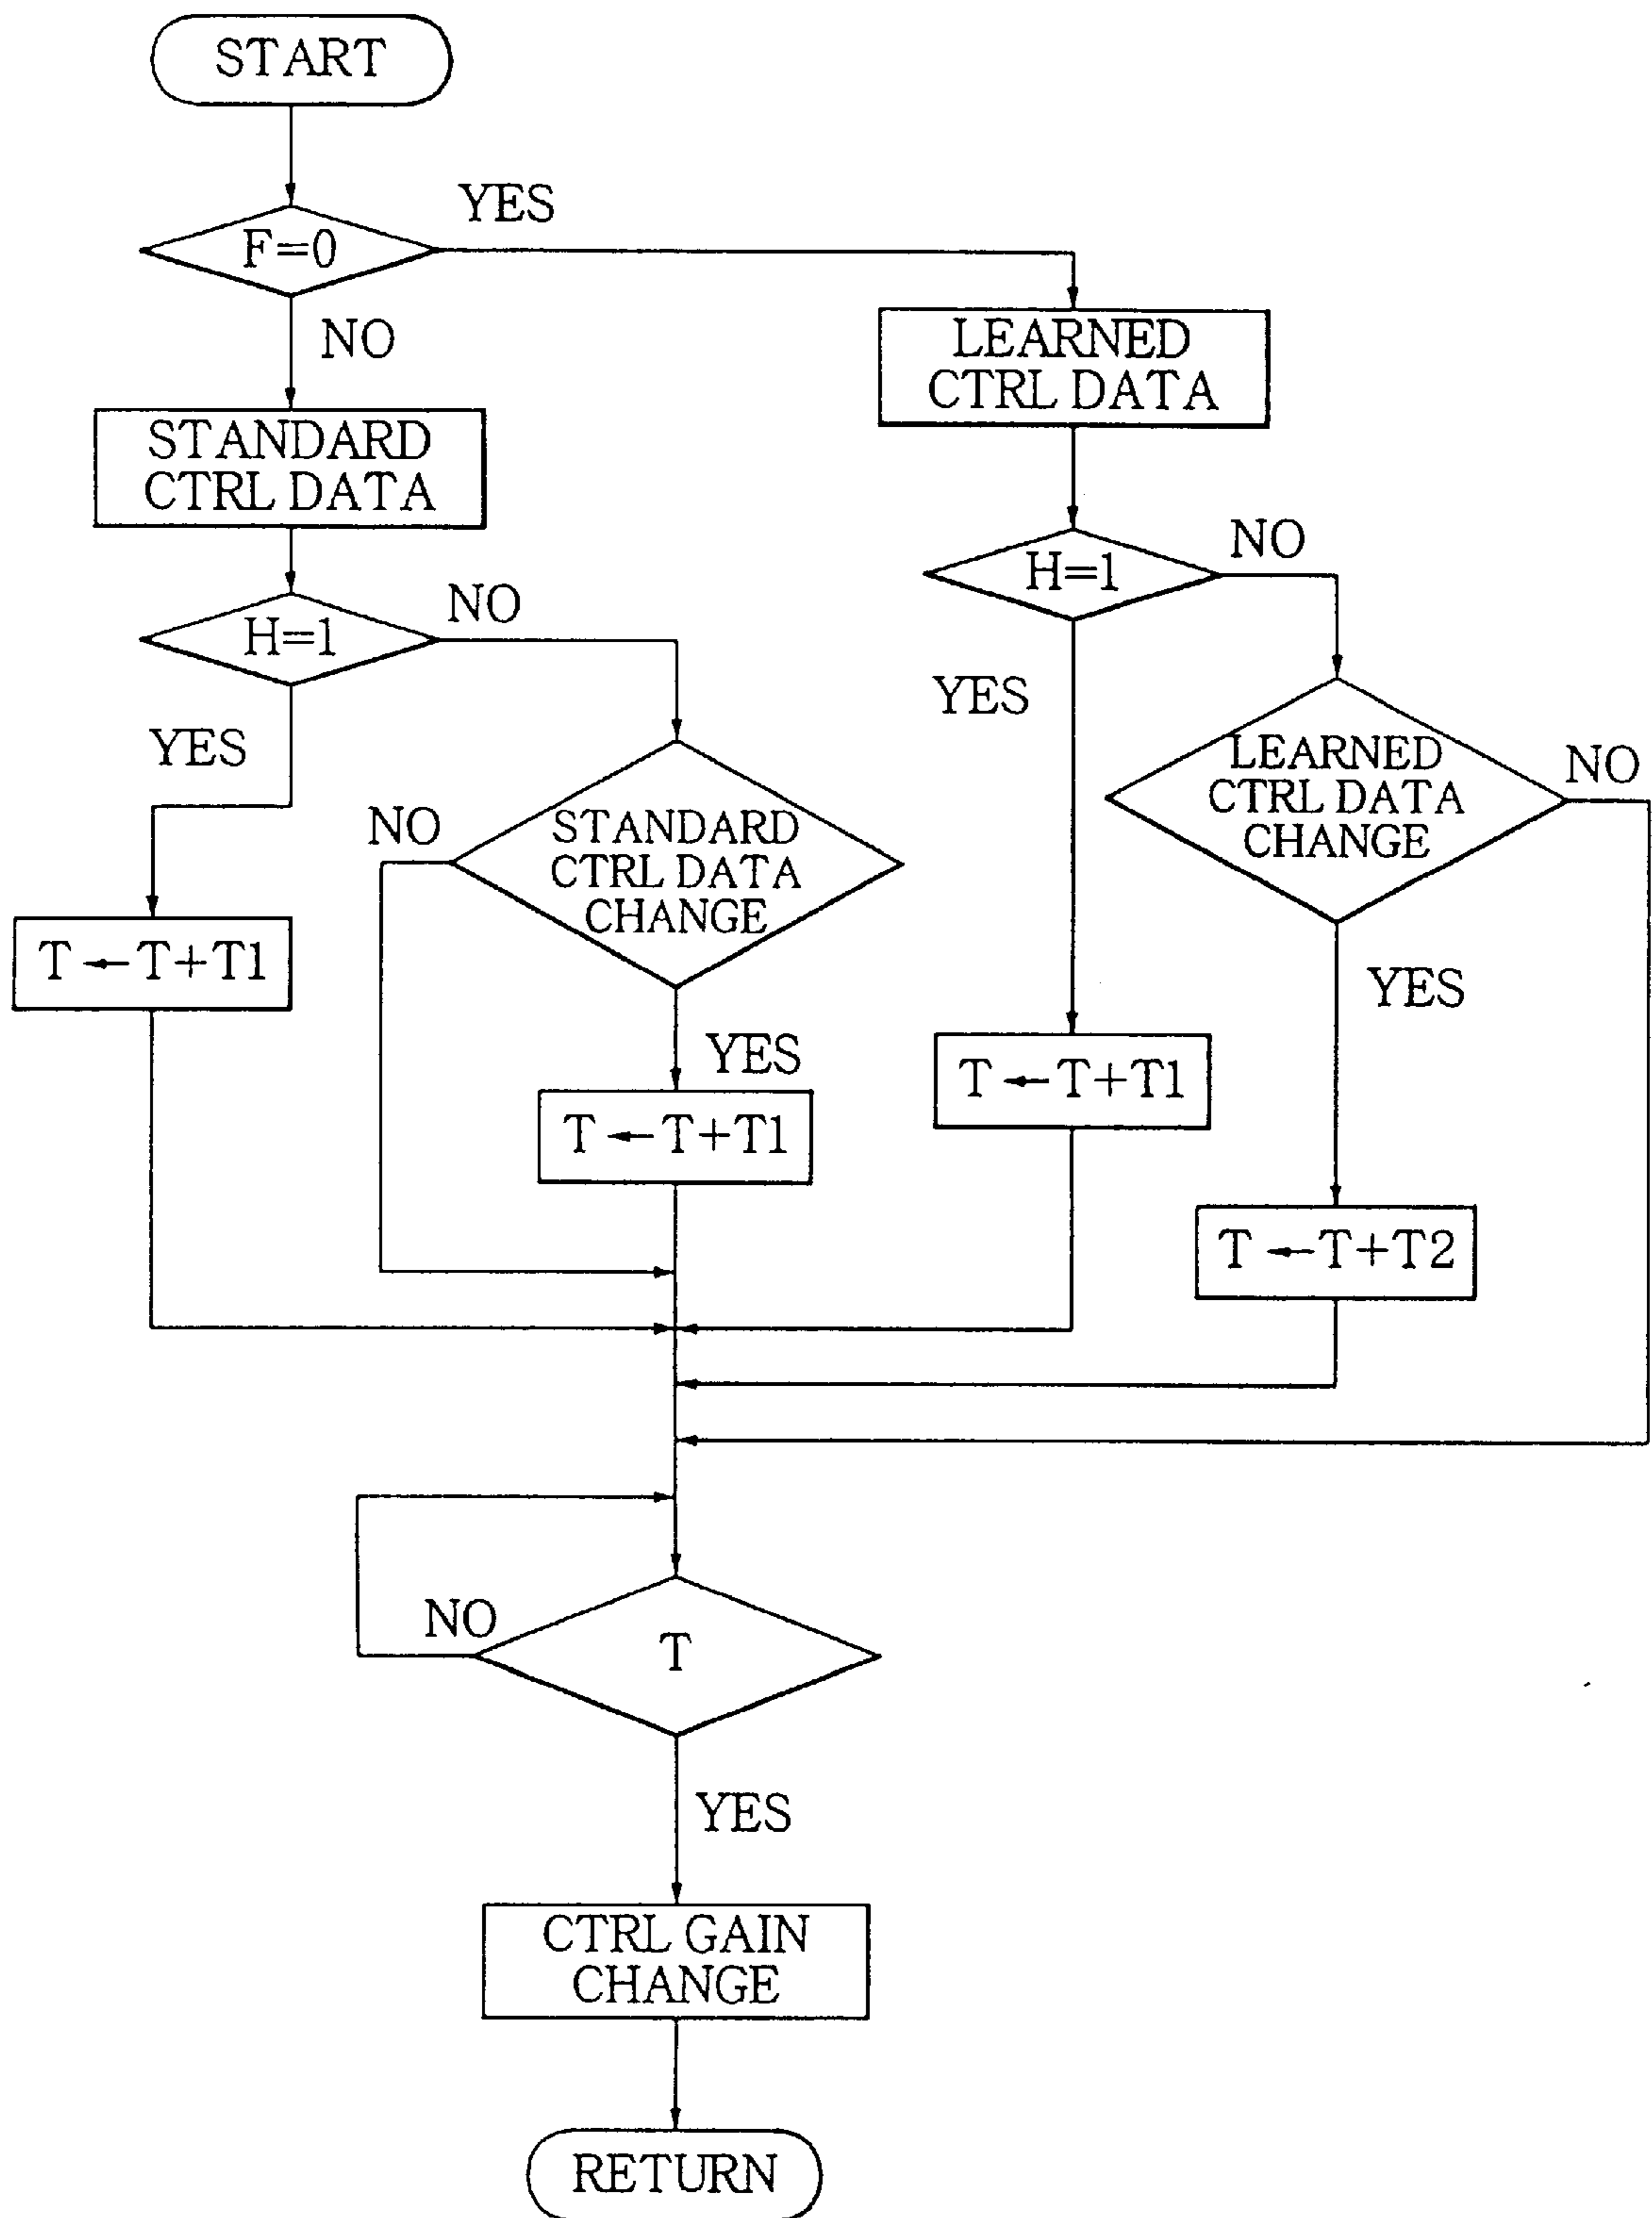 START
YES
F=0
NO
LEARNED
CTRL DATA
STANDARD
CTRL DATA
NO
H=1
NO
H=1
YES
YES
LEARNED
CTRL DATA
CHANGE
NO
NO
STANDARD
CTRL DATA
CHANGE
T ← T+T1
YES
YES
T ← T+T1
T ← T+T1
T ← T+T2
NO
T
YES
CTRL GAIN
CHANGE
RETURN